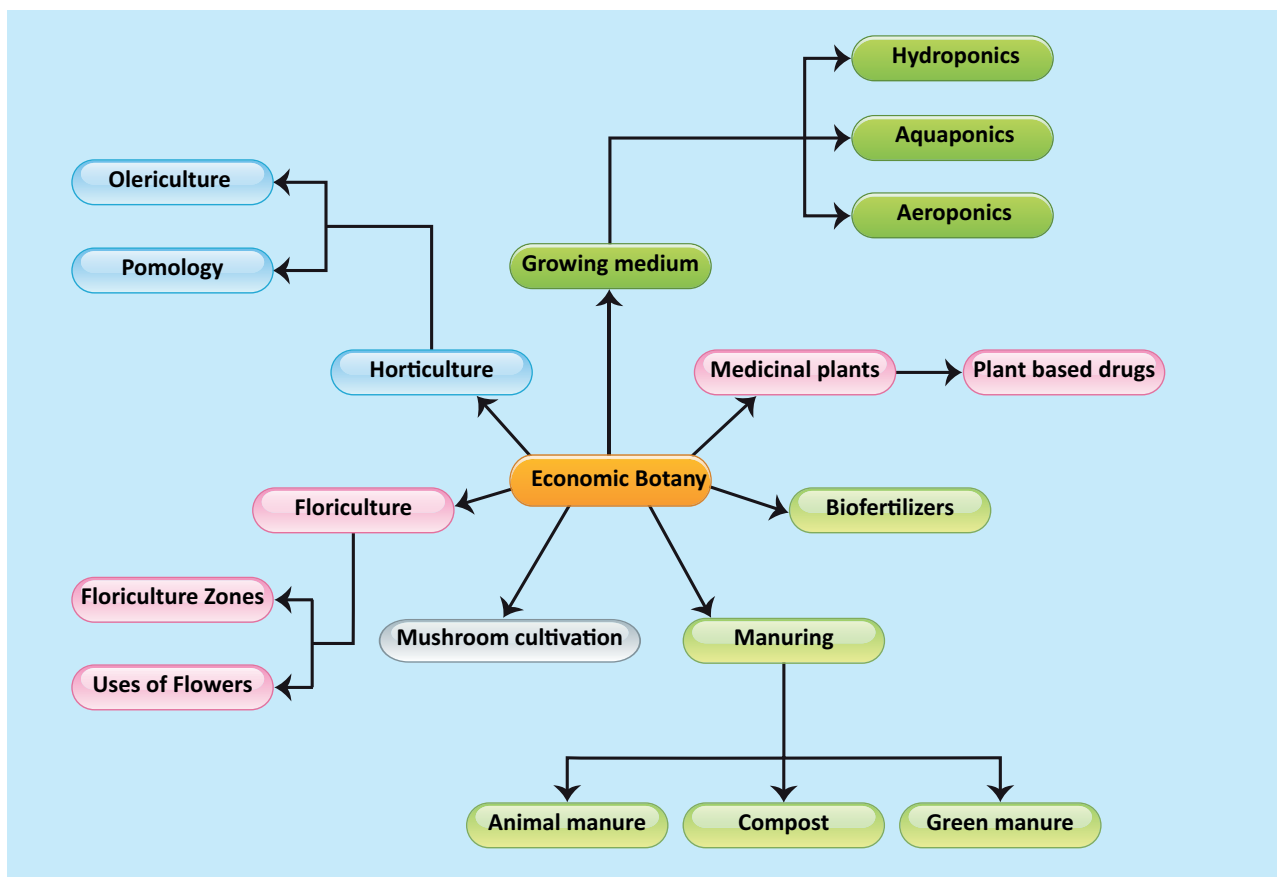 Hydroponics
Aquaponics
Aeroponics
Olericulture
Pomology
Growing medium
Horticulture
Medicinal plants
Plant based drugs
Economic Botany
Floriculture
Biofertilizers
Floriculture Zones
Uses of Flowers
Mushroom cultivation
Manuring
Animal manure
Compost
Green manure